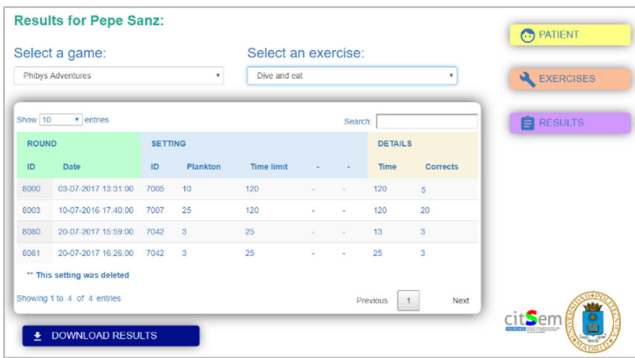 Results for Pepe Sanz:
Select a game: Select an exercise:
Phibys Adventures Dive and eat
Show 10 entries Search:
ROUND SETTING DETAILS
ID Date ID Plankton Time limit - - Time Corrects
8000 03-07-2017 13:31:00 7005 10 120 - - 120 5
8003 10-07-2016 17:40:00 7007 25 120 - - 120 20
8080 20-07-2017 15:59:00 7042 3 25 - - 13 3
8081 20-07-2017 16:26:00 7042 3 25 - - 25 3
** This setting was deleted
Showing 1 to 4 of 4 entries Previous 1 Next
DOWNLOAD RESULTS
PATIENT
EXERCISES
RESULTS
citSem